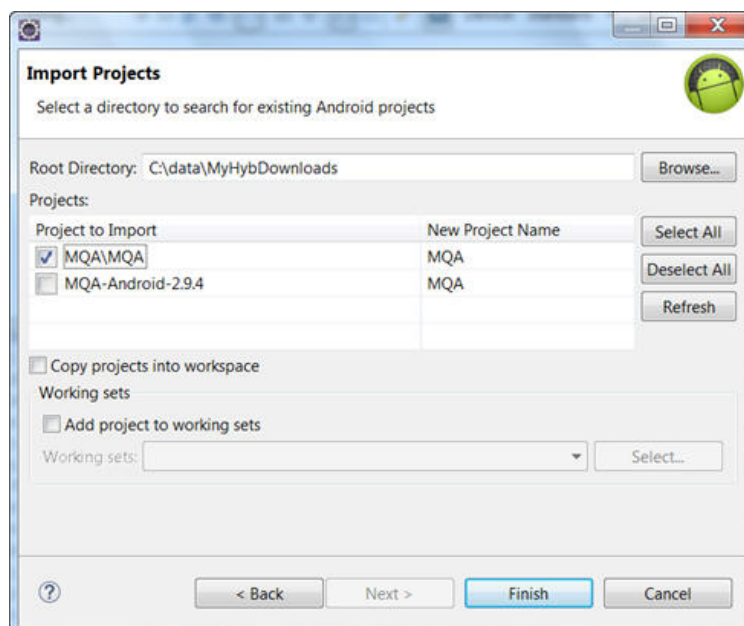 Import Projects
Select a directory to search for existing Android projects
Root Directory: C:\data\MyHybDownloads Browse...
Projects:
Project to Import New Project Name Select All
MQA\MQA MQA
Deselect All
MQA-Android-2.9.4 MQA
Refresh
Copy projects into workspace
Working sets
Add project to working sets
Working sets: Select...
? < Back Next > Finish Cancel